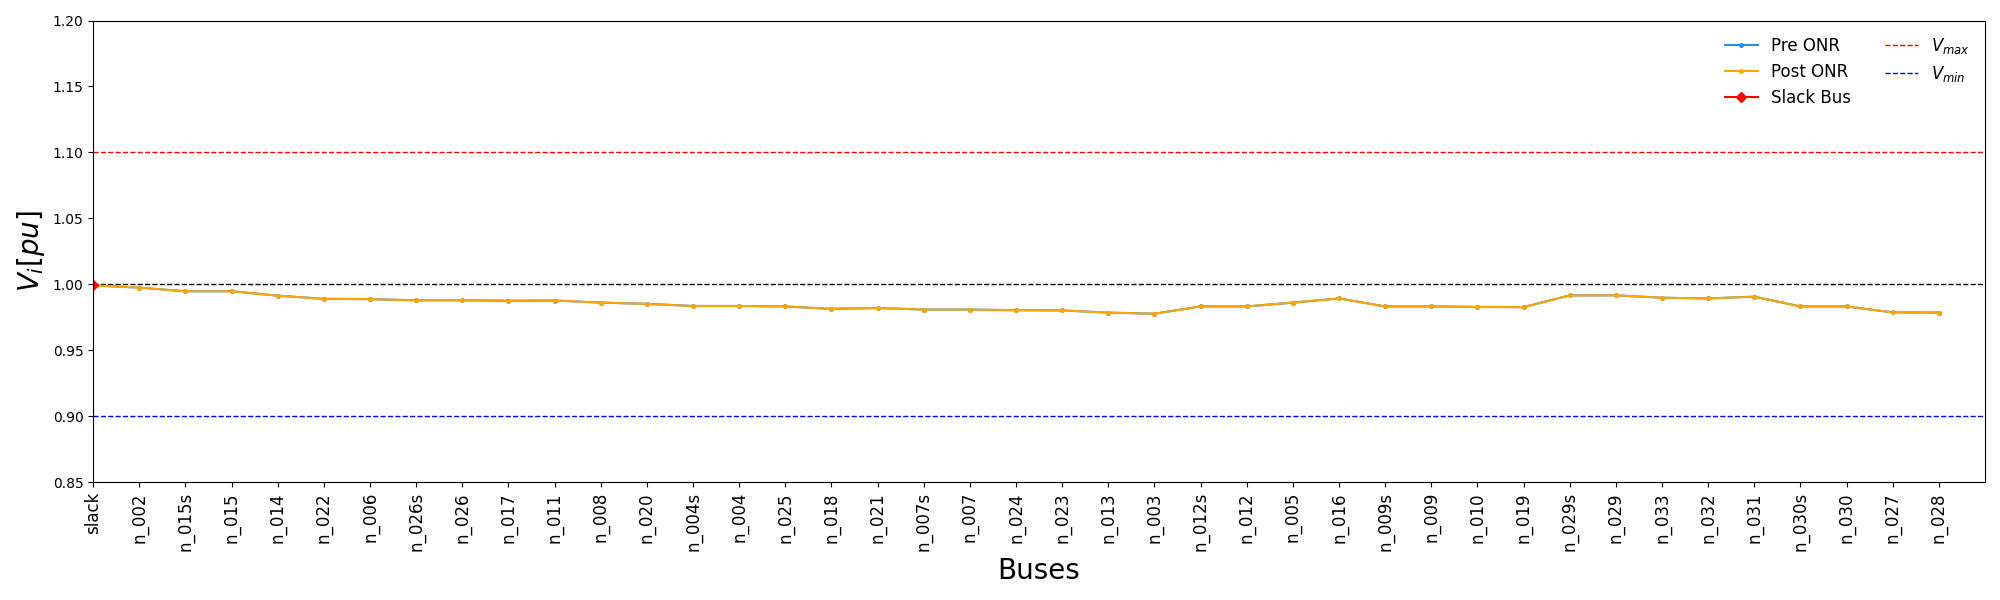 1.20
1.15
1.10
1.05
1.00
0.95
0.90
0.85
V_i[pu]
Pre ONR
Post ONR
Slack Bus
V_max
V_min
slack
n_002
n_015s
n_015
n_014
n_022
n_006
n_026s
n_026
n_017
n_011
n_008
n_020
n_004s
n_004
n_025
n_018
n_021
n_007s
n_007
n_024
n_023
n_013
n_003
n_012s
n_012
n_005
n_016
n_009s
n_009
n_010
n_019
n_029s
n_029
n_033
n_032
n_031
n_030s
n_030
n_027
n_028
Buses